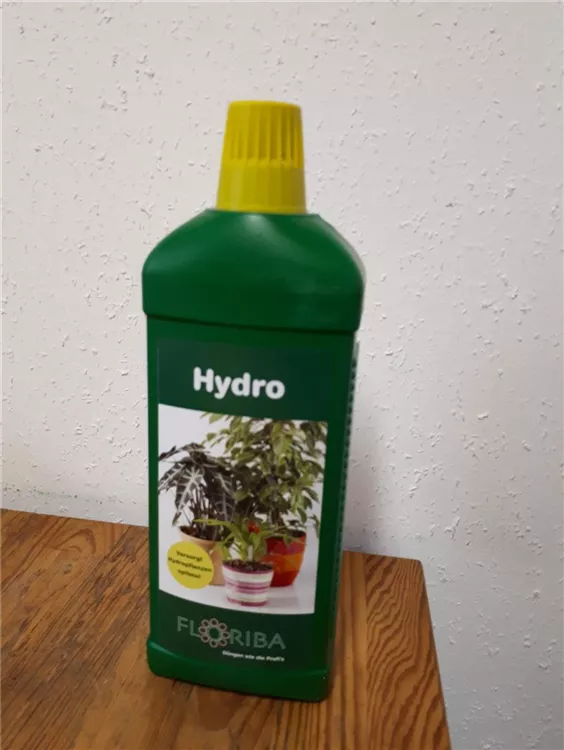 Hydro
Versorgt
Hydropflanzen
optimal
FLORIBA
Düngen wie die Profi's